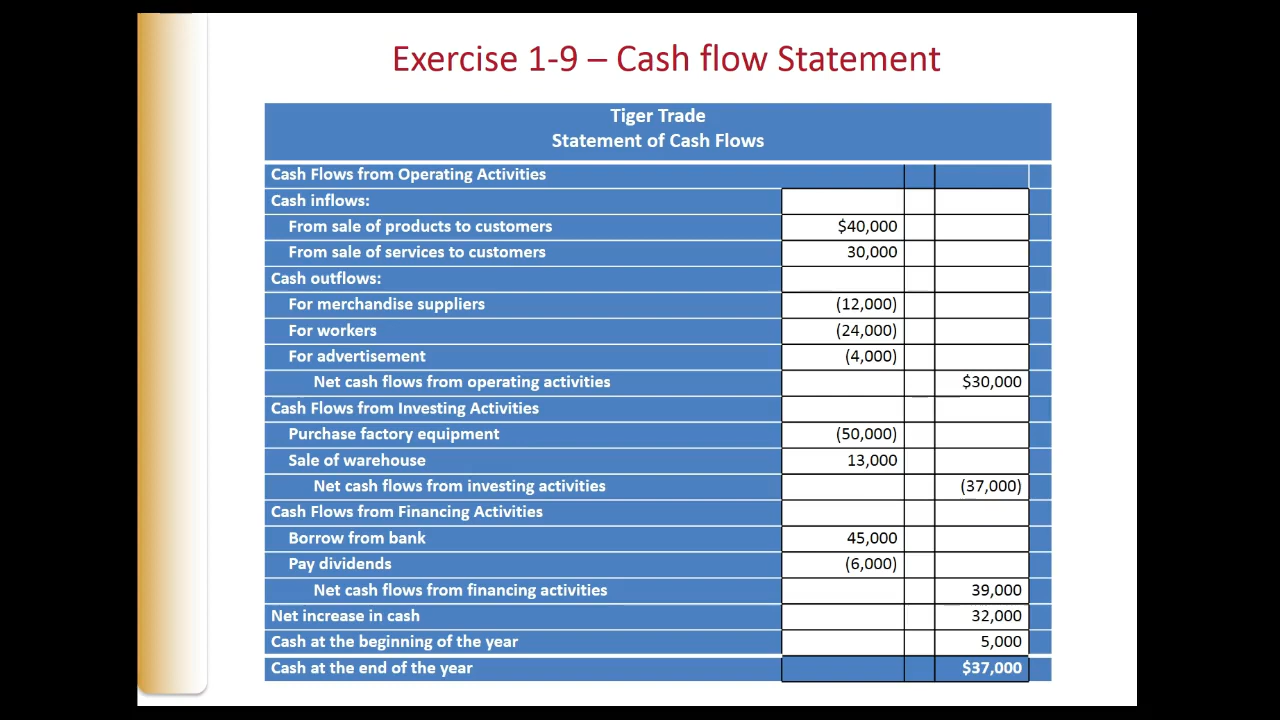 Exercise 1-9 – Cash flow Statement
Tiger Trade
Statement of Cash Flows
Cash Flows from Operating Activities
Cash inflows:
From sale of products to customers $40,000
From sale of services to customers 30,000
Cash outflows:
For merchandise suppliers (12,000)
For workers (24,000)
For advertisement (4,000)
Net cash flows from operating activities $30,000
Cash Flows from Investing Activities
Purchase factory equipment (50,000)
Sale of warehouse 13,000
Net cash flows from investing activities (37,000)
Cash Flows from Financing Activities
Borrow from bank 45,000
Pay dividends (6,000)
Net cash flows from financing activities 39,000
Net increase in cash 32,000
Cash at the beginning of the year 5,000
Cash at the end of the year $37,000